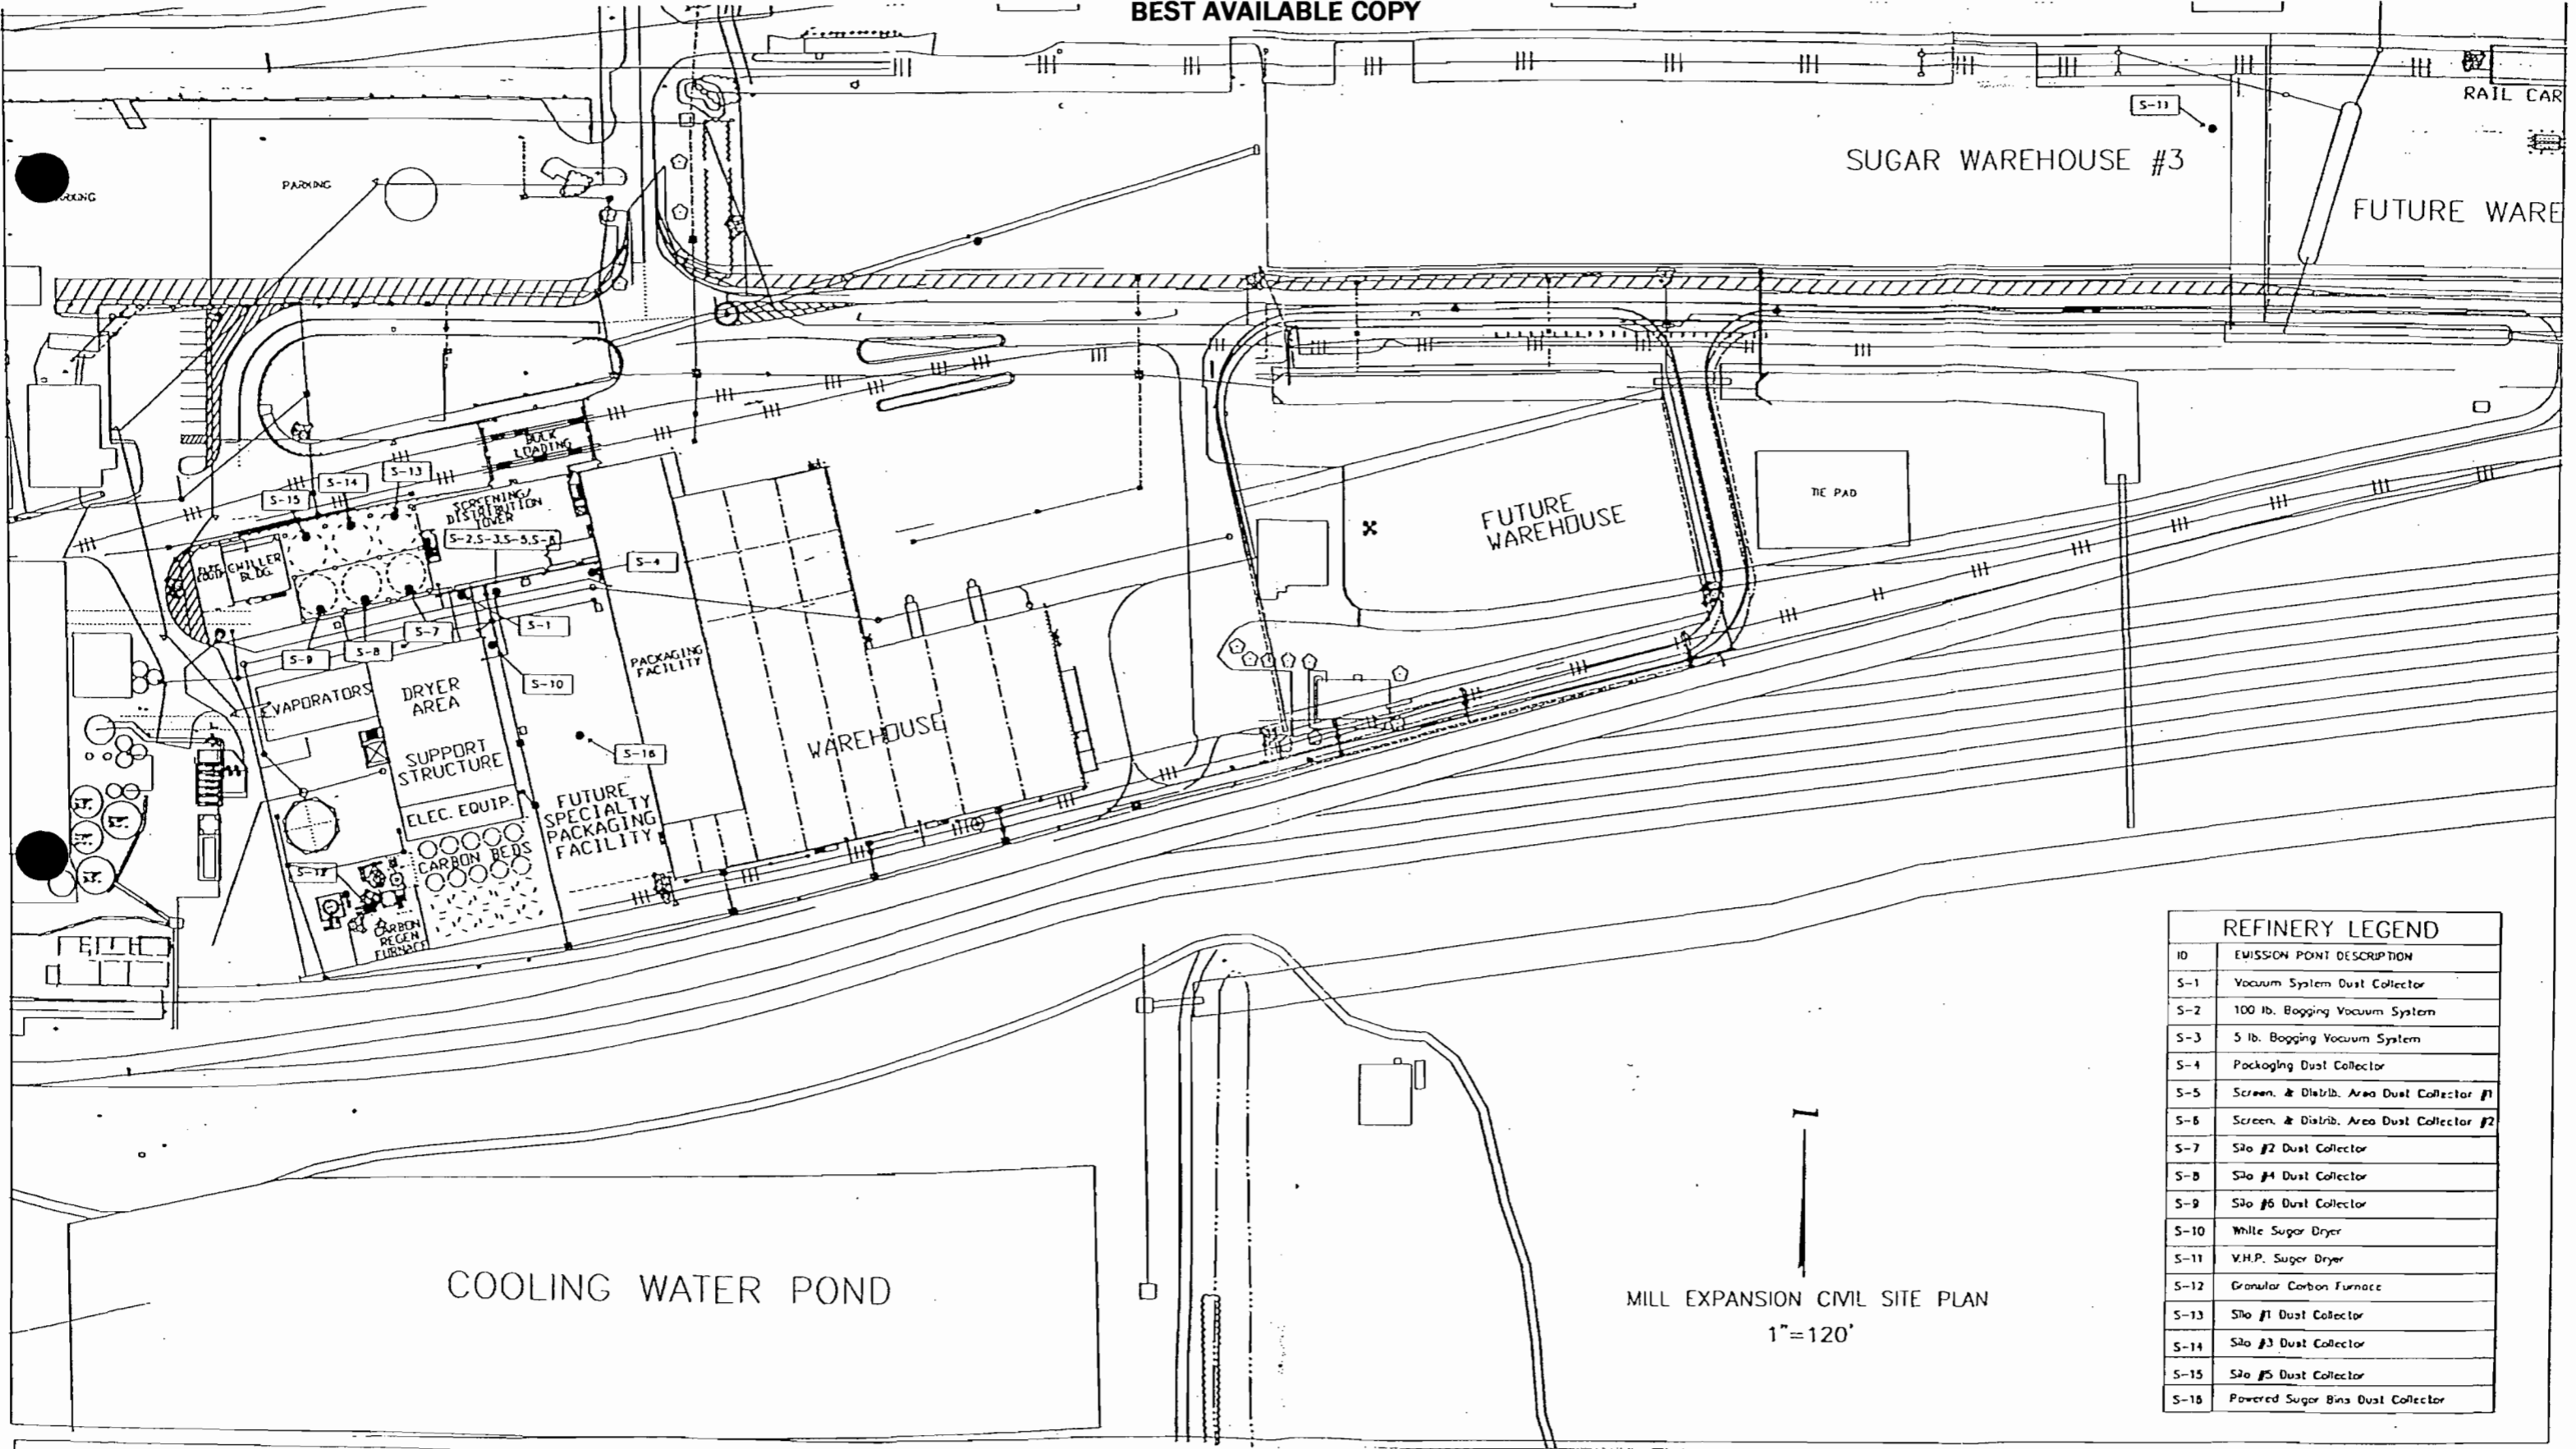 BEST AVAILABLE COPY
RAIL CAR
S-11
SUGAR WAREHOUSE #3
FUTURE WARE
PARKING
BULK
LOADING
S-13
S-14
S-15
SCREENING/
DISTRIBUTION
TOWER
S-2,S-3,S-5,S-6
S-4
CHILLER
BLDG.
S-7
S-1
S-8
S-9
S-10
PACKAGING
FACILITY
FUTURE
WAREHOUSE
TIE PAD
EVAPORATORS
DRYER
AREA
SUPPORT
STRUCTURE
ELEC. EQUIP.
CARBON BEDS
S-16
WAREHOUSE
FUTURE
SPECIALTY
PACKAGING
FACILITY
S-12
CARBON
REGEN
FURNACE
COOLING WATER POND
MILL EXPANSION CIVIL SITE PLAN
1"=120'
REFINERY LEGEND
ID EMISSION POINT DESCRIPTION
S-1 Vacuum System Dust Collector
S-2 100 lb. Bagging Vacuum System
S-3 5 lb. Bagging Vacuum System
S-4 Packaging Dust Collector
S-5 Screen. & Distrib. Area Dust Collector #1
S-6 Screen. & Distrib. Area Dust Collector #2
S-7 Silo #2 Dust Collector
S-8 Silo #4 Dust Collector
S-9 Silo #6 Dust Collector
S-10 White Sugar Dryer
S-11 V.H.P. Sugar Dryer
S-12 Granular Carbon Furnace
S-13 Silo #1 Dust Collector
S-14 Silo #3 Dust Collector
S-15 Silo #5 Dust Collector
S-16 Powered Sugar Bins Dust Collector